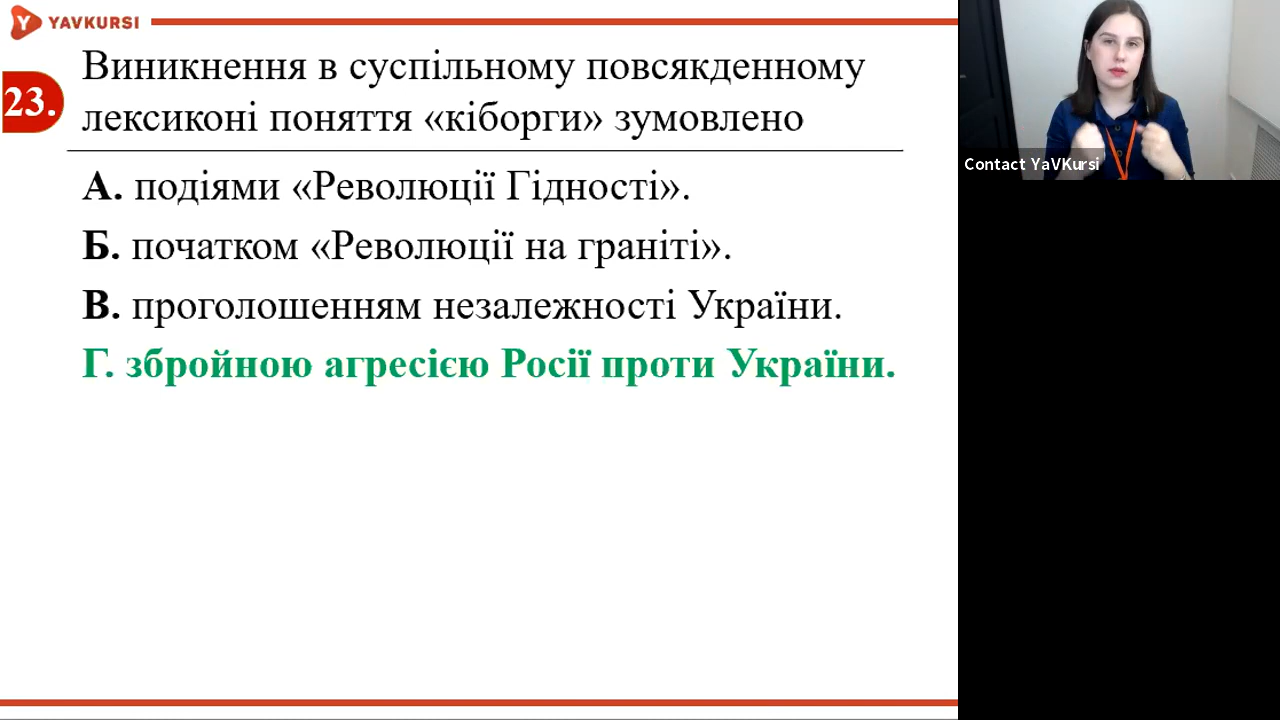 YAVKURSI
23.
Виникнення в суспільному повсякденному
лексиконі поняття «кіборги» зумовлено
А. подіями «Революції Гідності».
Б. початком «Революції на граніті».
В. проголошенням незалежності України.
Г. збройною агресією Росії проти України.
Contact YaVKursi